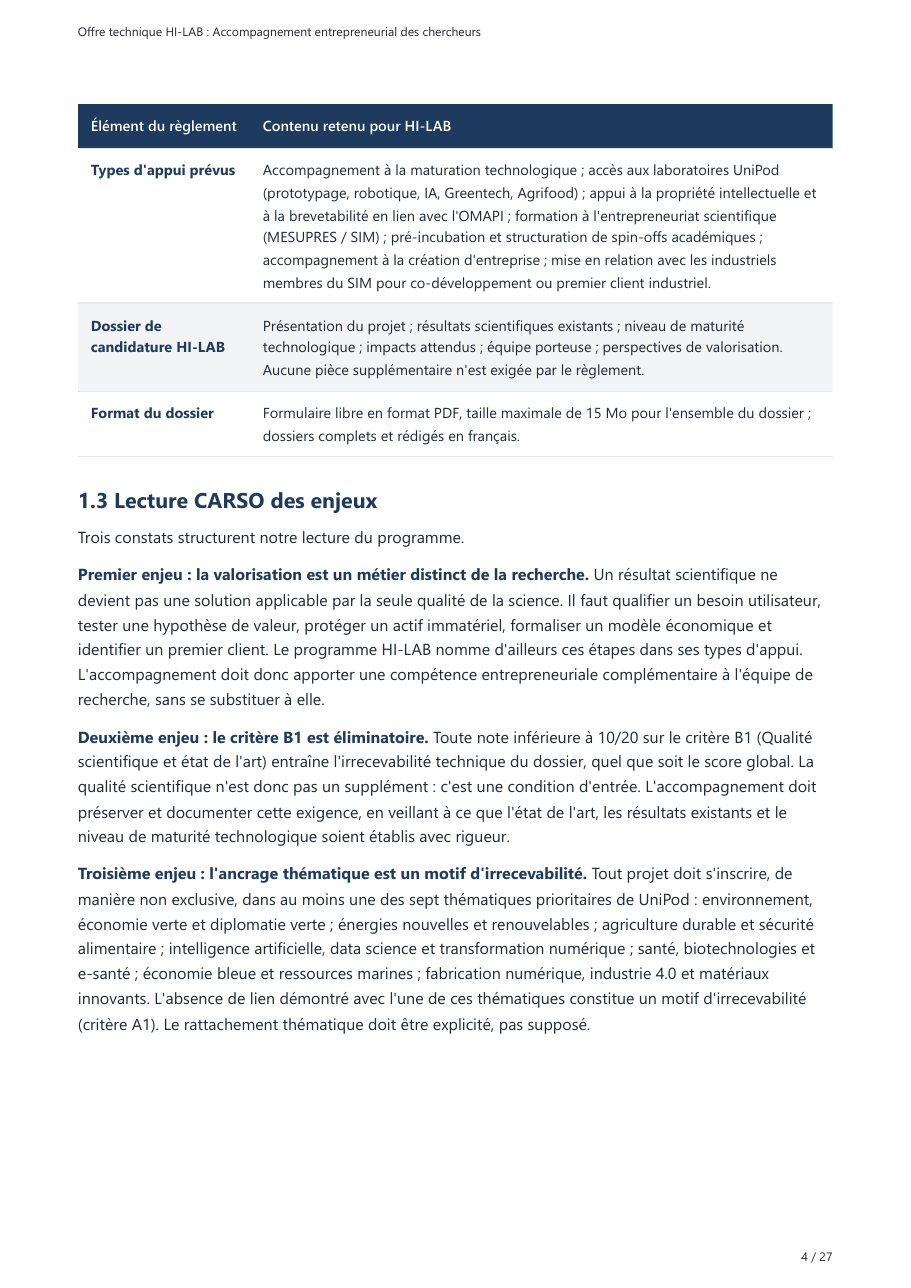 Offre technique HI-LAB : Accompagnement entrepreneurial des chercheurs
Élément du règlement Contenu retenu pour HI-LAB
Types d'appui prévus Accompagnement à la maturation technologique ; accès aux laboratoires UniPod
(prototypage, robotique, IA, Greentech, Agrifood) ; appui à la propriété intellectuelle et
à la brevetabilité en lien avec l'OMAPI ; formation à l'entrepreneuriat scientifique
(MESUPRES / SIM) ; pré-incubation et structuration de spin-offs académiques ;
accompagnement à la création d'entreprise ; mise en relation avec les industriels
membres du SIM pour co-développement ou premier client industriel.
Dossier de
candidature HI-LAB
Présentation du projet ; résultats scientifiques existants ; niveau de maturité
technologique ; impacts attendus ; équipe porteuse ; perspectives de valorisation.
Aucune pièce supplémentaire n'est exigée par le règlement.
Format du dossier Formulaire libre en format PDF, taille maximale de 15 Mo pour l'ensemble du dossier ;
dossiers complets et rédigés en français.
1.3 Lecture CARSO des enjeux
Trois constats structurent notre lecture du programme.
Premier enjeu : la valorisation est un métier distinct de la recherche. Un résultat scientifique ne
devient pas une solution applicable par la seule qualité de la science. Il faut qualifier un besoin utilisateur,
tester une hypothèse de valeur, protéger un actif immatériel, formaliser un modèle économique et
identifier un premier client. Le programme HI-LAB nomme d'ailleurs ces étapes dans ses types d'appui.
L'accompagnement doit donc apporter une compétence entrepreneuriale complémentaire à l'équipe de
recherche, sans se substituer à elle.
Deuxième enjeu : le critère B1 est éliminatoire. Toute note inférieure à 10/20 sur le critère B1 (Qualité
scientifique et état de l'art) entraîne l'irrecevabilité technique du dossier, quel que soit le score global. La
qualité scientifique n'est donc pas un supplément : c'est une condition d'entrée. L'accompagnement doit
préserver et documenter cette exigence, en veillant à ce que l'état de l'art, les résultats existants et le
niveau de maturité technologique soient établis avec rigueur.
Troisième enjeu : l'ancrage thématique est un motif d'irrecevabilité. Tout projet doit s'inscrire, de
manière non exclusive, dans au moins une des sept thématiques prioritaires de UniPod : environnement,
économie verte et diplomatie verte ; énergies nouvelles et renouvelables ; agriculture durable et sécurité
alimentaire ; intelligence artificielle, data science et transformation numérique ; santé, biotechnologies et
e-santé ; économie bleue et ressources marines ; fabrication numérique, industrie 4.0 et matériaux
innovants. L'absence de lien démontré avec l'une de ces thématiques constitue un motif d'irrecevabilité
(critère A1). Le rattachement thématique doit être explicité, pas supposé.
4 / 27